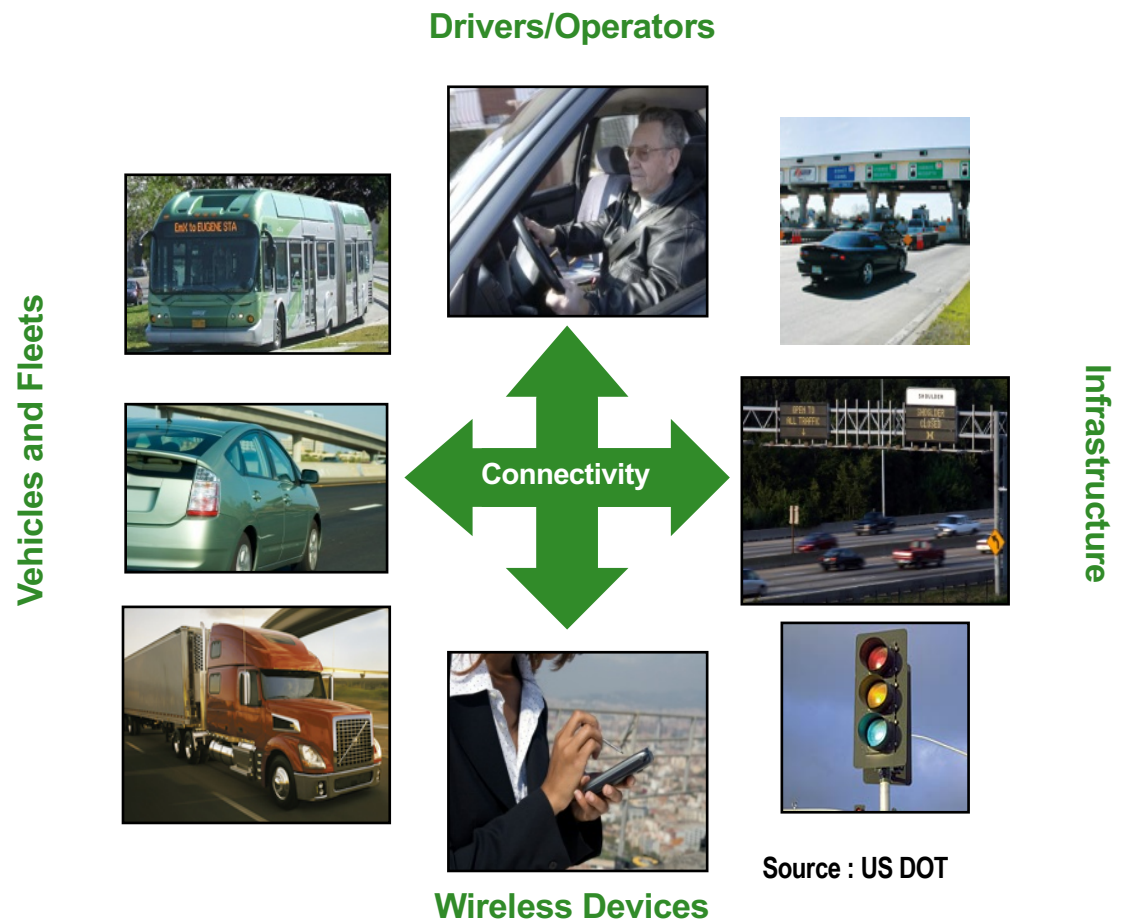 Drivers/Operators
EmX to EUGENE STA
Vehicles and Fleets
Connectivity
Infrastructure
OPEN TO
ALL TRAFFIC
↓
SHOULDER
SHOULDER
CLOSED
Wireless Devices
Source : US DOT